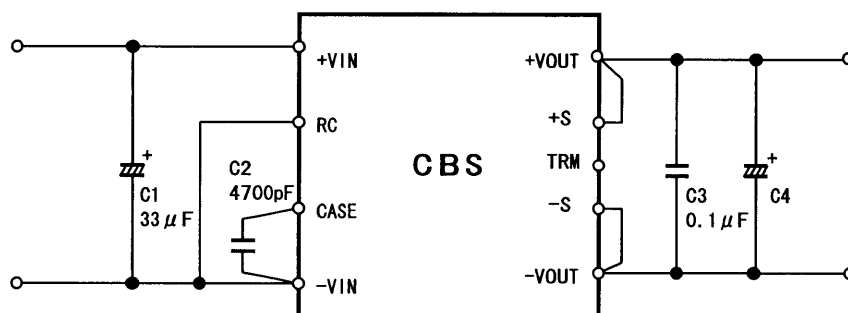 +VIN
+VOUT
RC
+S
+
C1
33μF
C2
4700pF
CBS
TRM
+
CASE
-S
C3
0.1μF
C4
-VIN
-VOUT